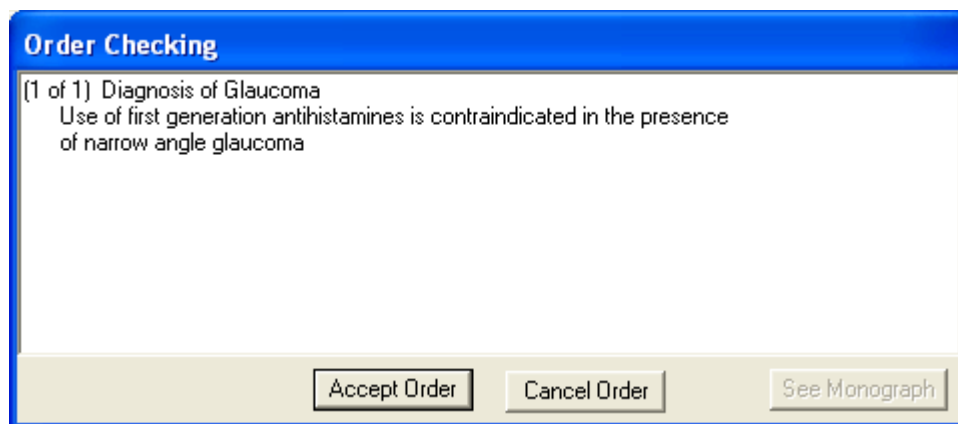 Order Checking
(1 of 1) Diagnosis of Glaucoma
Use of first generation antihistamines is contraindicated in the presence
of narrow angle glaucoma
Accept Order
Cancel Order
See Monograph